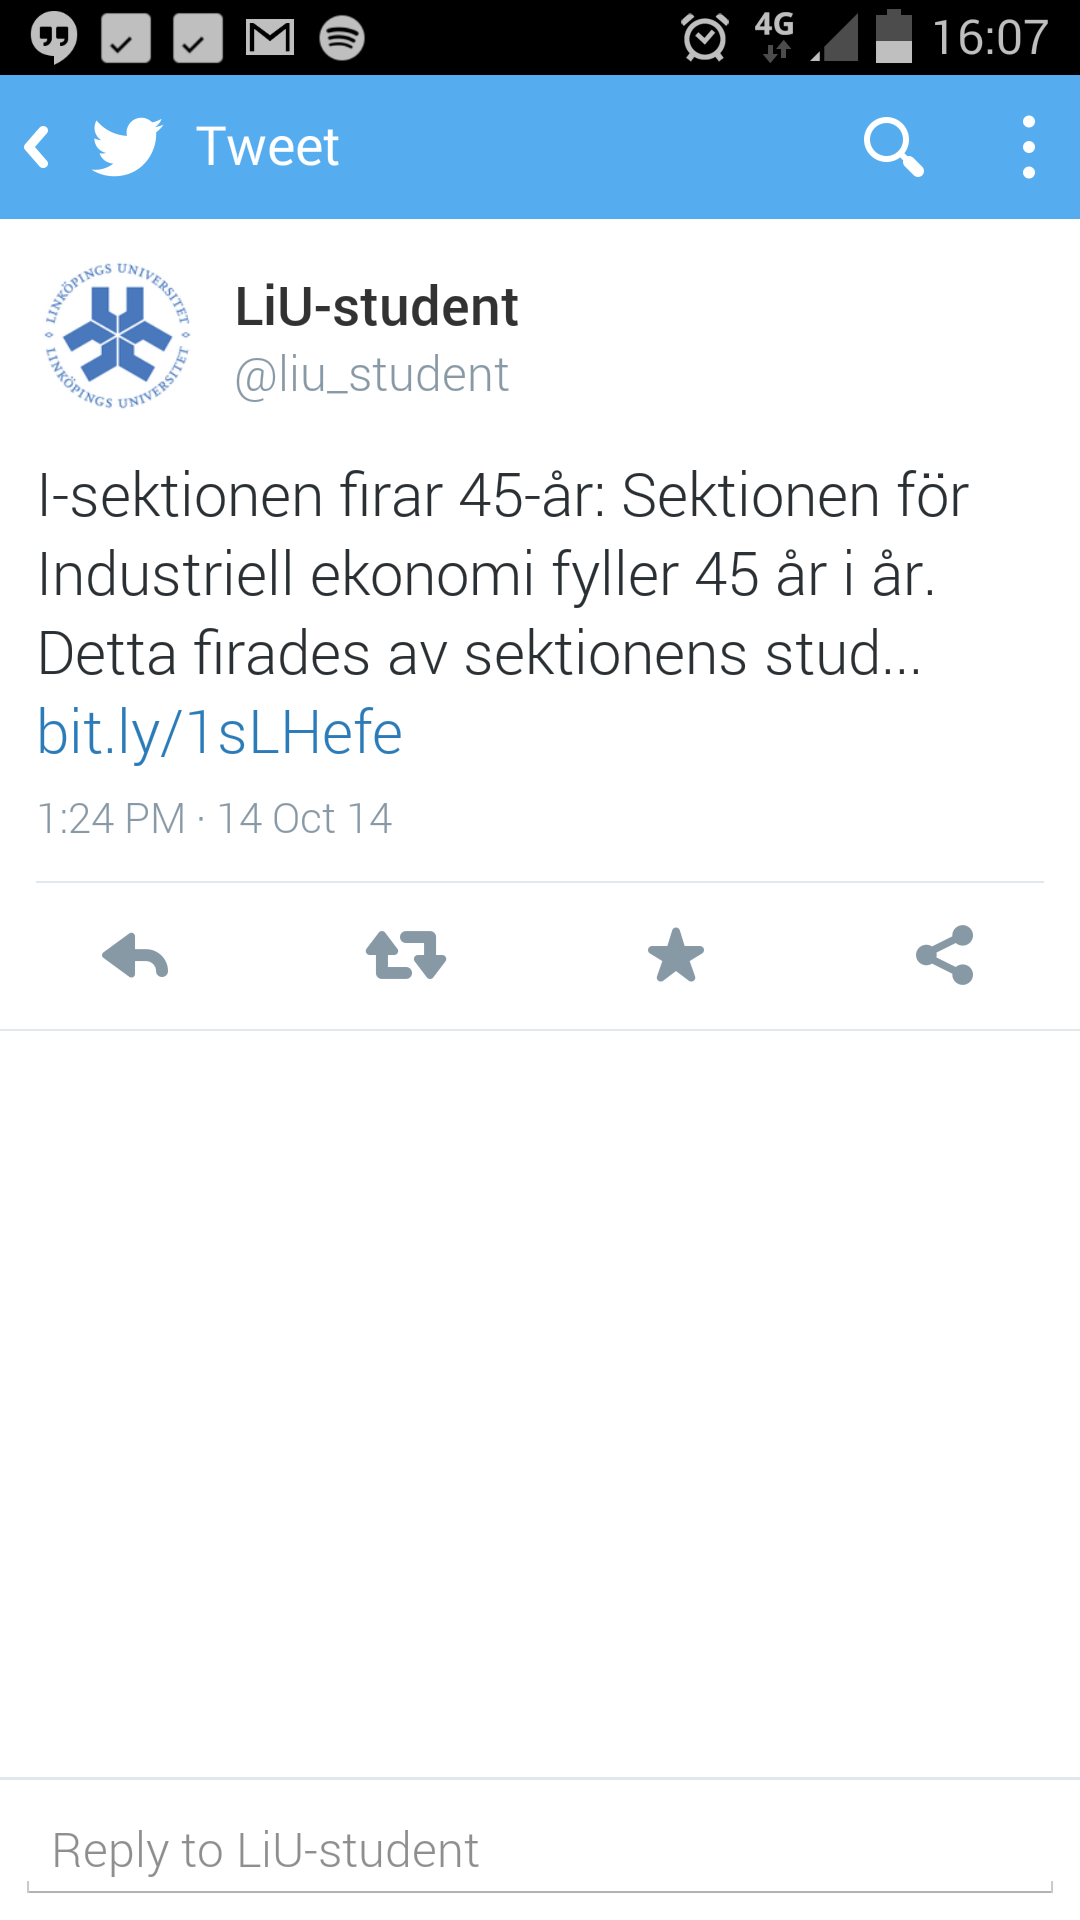 4G 16:07
Tweet
LINKÖPINGS UNIVERSITET
LINKÖPINGS UNIVERSITET
LiU-student
@liu_student
I-sektionen firar 45-år: Sektionen för
Industriell ekonomi fyller 45 år i år.
Detta firades av sektionens stud...
bit.ly/1sLHefe
1:24 PM · 14 Oct 14
Reply to LiU-student